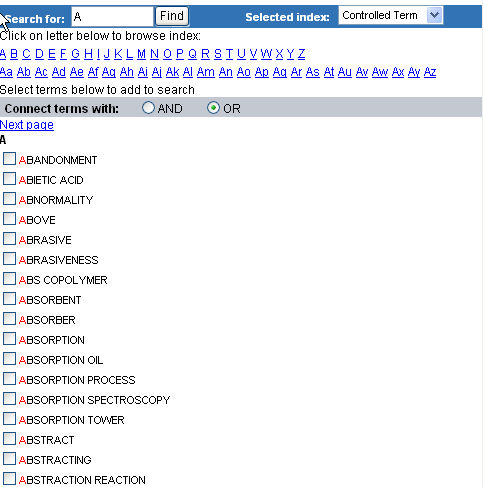 Search for: A Find Selected index: Controlled Term
Click on letter below to browse index:
A B C D E F G H I J K L M N O P Q R S T U V W X Y Z
Aa Ab Ac Ad Ae Af Ag Ah Ai Aj Ak Al Am An Ao Ap Aq Ar As At Au Av Aw Ax Ay Az
Select terms below to add to search
Connect terms with: AND OR
Next page
A
ABANDONMENT
ABIETIC ACID
ABNORMALITY
ABOVE
ABRASIVE
ABRASIVENESS
ABS COPOLYMER
ABSORBENT
ABSORBER
ABSORPTION
ABSORPTION OIL
ABSORPTION PROCESS
ABSORPTION SPECTROSCOPY
ABSORPTION TOWER
ABSTRACT
ABSTRACTING
ABSTRACTION REACTION